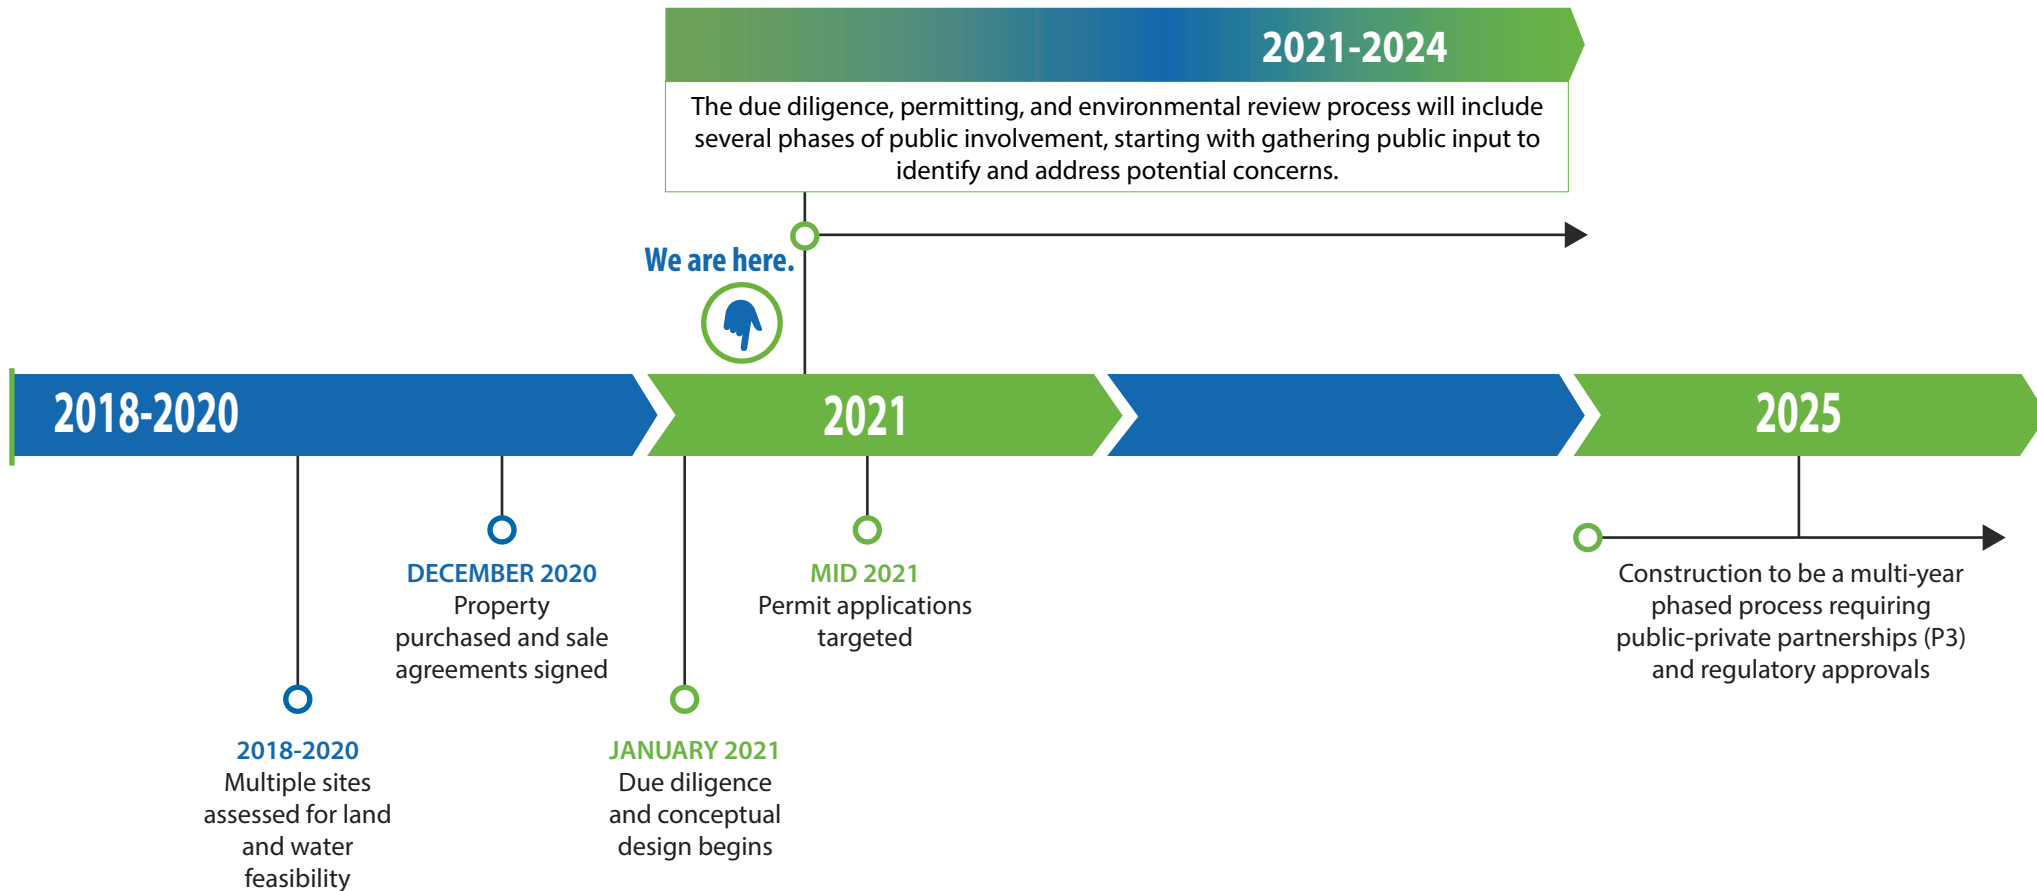 2021-2024
The due diligence, permitting, and environmental review process will include
several phases of public involvement, starting with gathering public input to
identify and address potential concerns.
We are here.
2018-2020
2021
2025
DECEMBER 2020
Property
purchased and sale
agreements signed
MID 2021
Permit applications
targeted
Construction to be a multi-year
phased process requiring
public-private partnerships (P3)
and regulatory approvals
2018-2020
Multiple sites
assessed for land
and water
feasibility
JANUARY 2021
Due diligence
and conceptual
design begins